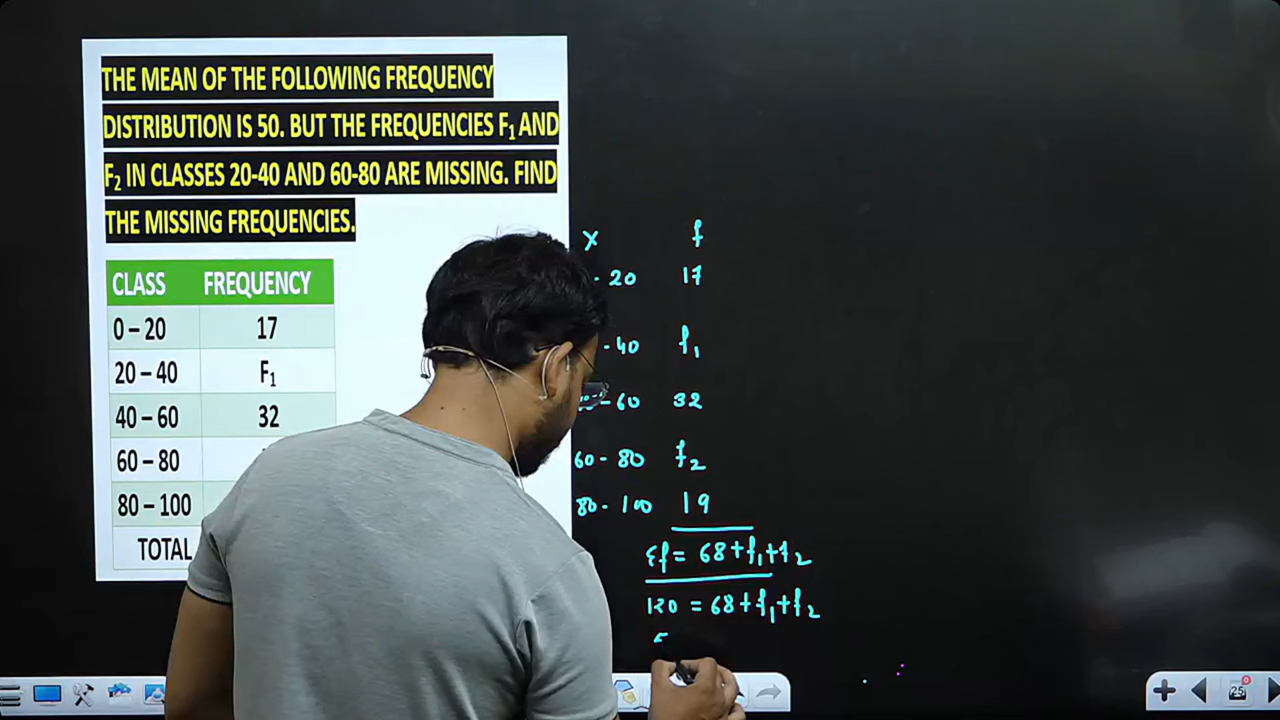 THE MEAN OF THE FOLLOWING FREQUENCY
DISTRIBUTION IS 50. BUT THE FREQUENCIES F₁ AND
F₂ IN CLASSES 20-40 AND 60-80 ARE MISSING. FIND
THE MISSING FREQUENCIES.
CLASS FREQUENCY
0 – 20 17
20 – 40 F₁
40 – 60 32
60 – 80
80 – 100
TOTAL
x f
- 20 17
- 40 f₁
- 60 32
60 - 80 f₂
80 - 100 19
Σf = 68+f₁+f₂
120 = 68+f₁+f₂
5
25